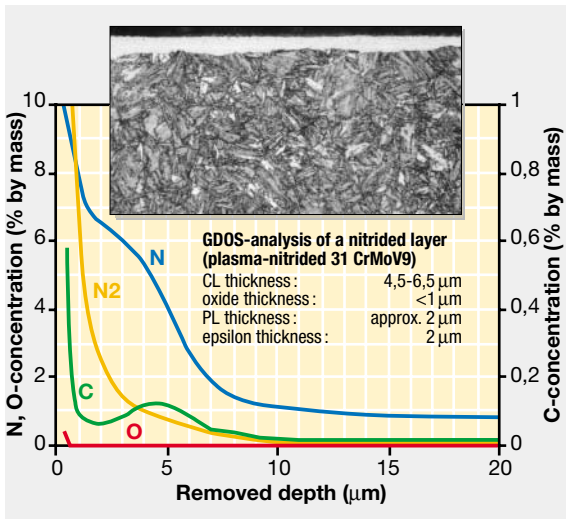 10
8
6
4
2
0
N, O-concentration (% by mass)
1
0,8
0,6
0,4
0,2
0
C-concentration (% by mass)
N
N2
C
O
GDOS-analysis of a nitrided layer
(plasma-nitrided 31 CrMoV9)
CL thickness: 4,5-6,5 µm
oxide thickness: <1 µm
PL thickness: approx. 2 µm
epsilon thickness: 2 µm
0 5 10 15 20
Removed depth (µm)